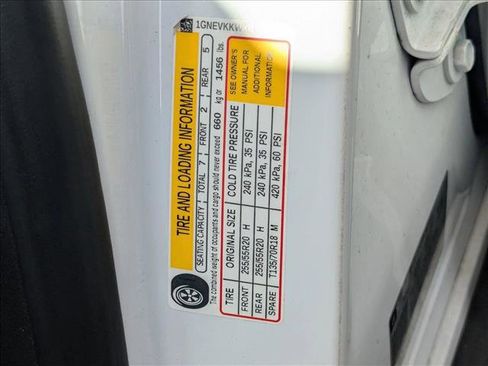 1GNEVKKW
TIRE AND LOADING INFORMATION
SEATING CAPACITY TOTAL 7 FRONT 2 REAR 5
The combined weight of occupants and cargo should never exceed 660 kg or 1456 lbs.
TIRE ORIGINAL SIZE COLD TIRE PRESSURE
FRONT 255/55R20 H 240 kPa, 35 PSI
REAR 255/55R20 H 240 kPa, 35 PSI
SPARE T135/70R18 M 420 kPa, 60 PSI
SEE OWNER'S
MANUAL FOR
ADDITIONAL
INFORMATION